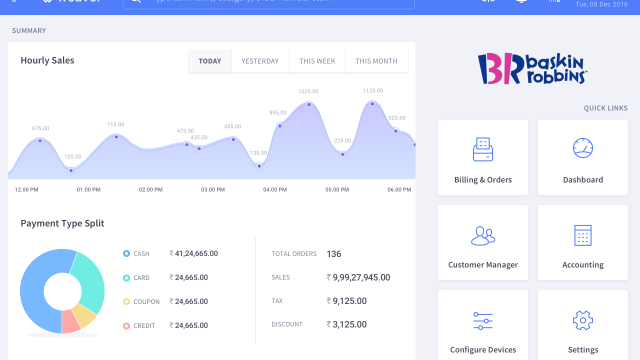 Tue, 08 Dec 2016
SUMMARY
Hourly Sales
TODAY YESTERDAY THIS WEEK THIS MONTH
675.00 125.00 710.00 475.00 425.00 455.00 135.00 895.00 1025.00 225.00 1125.00 525.00
12.00 PM 01.00 PM 02.00 PM 03.00 PM 04.00 PM 05.00 PM 06.00 PM
Payment Type Split
CASH ₹ 41,24,665.00
CARD ₹ 24,665.00
COUPON ₹ 24,665.00
CREDIT ₹ 24,665.00
TOTAL ORDERS 136
SALES ₹ 9,99,27,945.00
TAX ₹ 9,125.00
DISCOUNT ₹ 3,125.00
BR baskin robbins
QUICK LINKS
Billing & Orders
Dashboard
Customer Manager
Accounting
Configure Devices
Settings